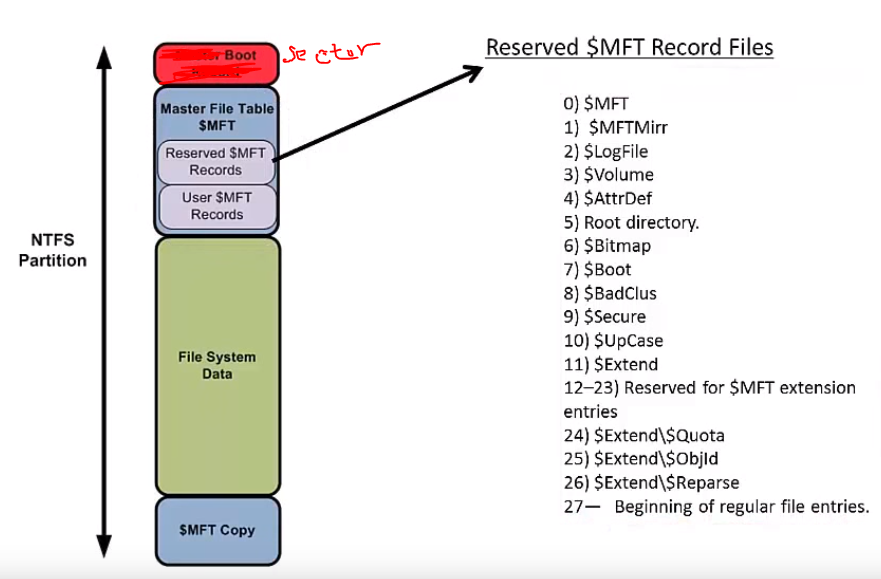 Reserved $MFT Record Files
Boot sector
Master File Table
$MFT
Reserved $MFT
Records
User $MFT
Records
NTFS
Partition
File System
Data
$MFT Copy
0) $MFT
1) $MFTMirr
2) $LogFile
3) $Volume
4) $AttrDef
5) Root directory.
6) $Bitmap
7) $Boot
8) $BadClus
9) $Secure
10) $UpCase
11) $Extend
12–23) Reserved for $MFT extension
entries
24) $Extend\$Quota
25) $Extend\$ObjId
26) $Extend\$Reparse
27— Beginning of regular file entries.